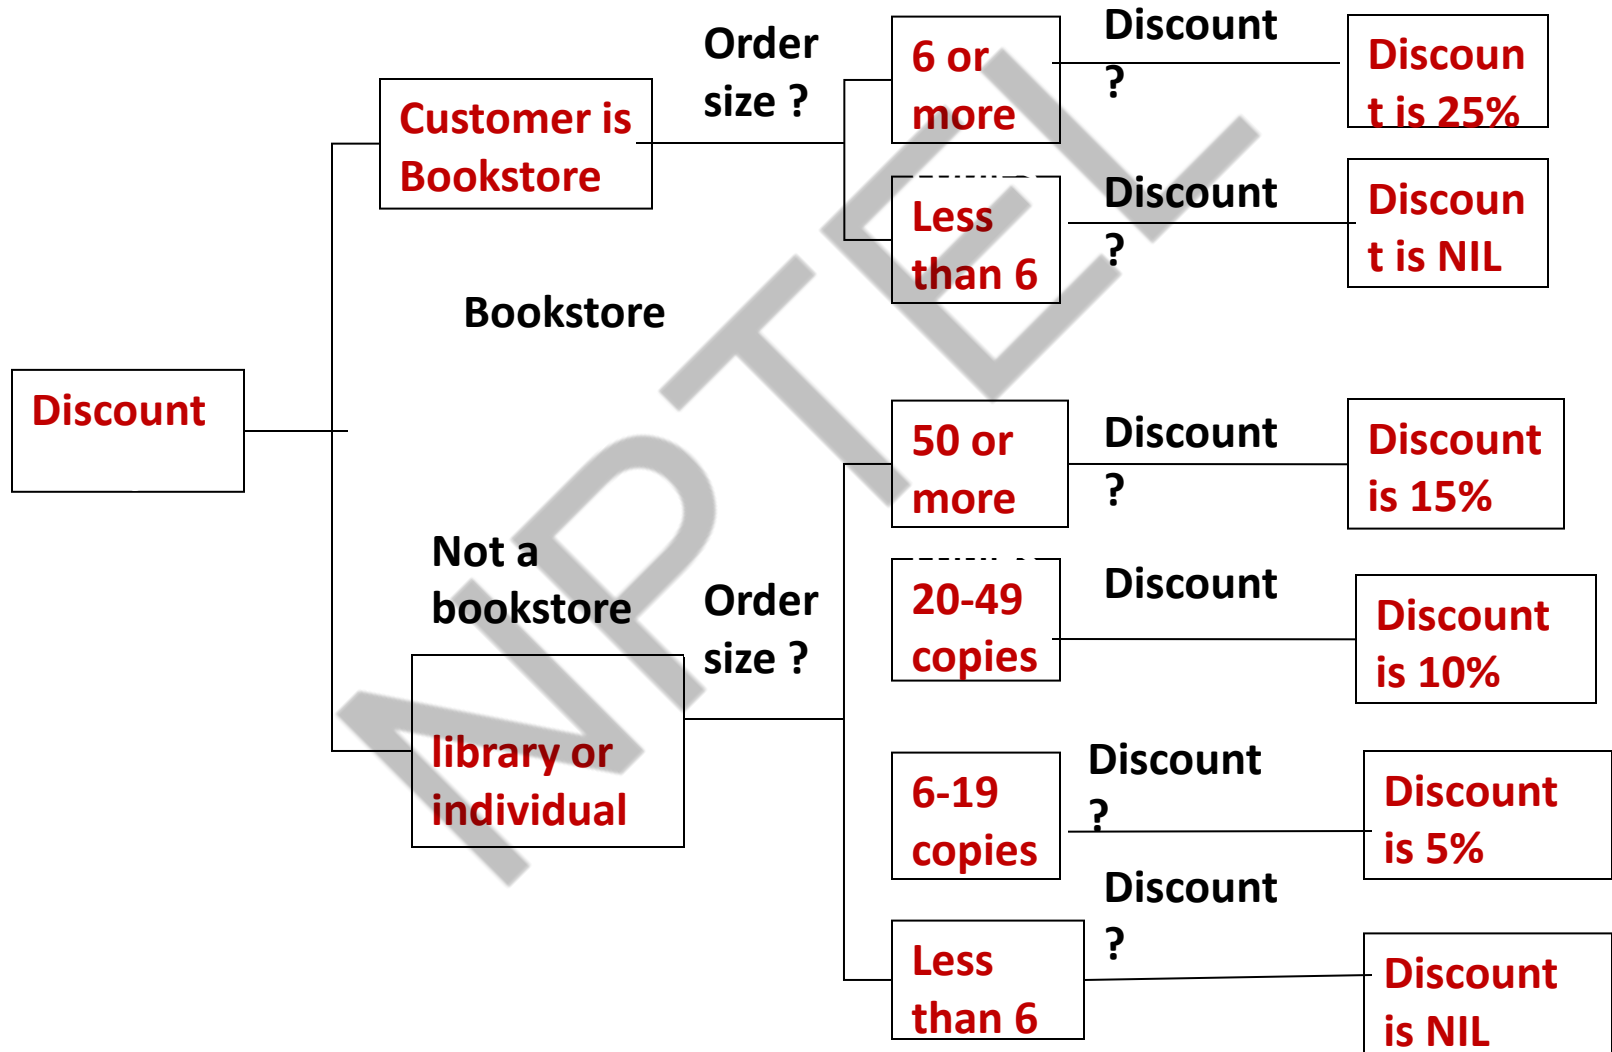 Discount
Customer is
Bookstore
Bookstore
Not a
bookstore
library or
individual
Order
size ?
Order
size ?
6 or
more
Less
than 6
50 or
more
20-49
copies
6-19
copies
Less
than 6
Discount
?
Discount
?
Discount
?
Discount
Discount
?
Discount
?
Discoun
t is 25%
Discoun
t is NIL
Discount
is 15%
Discount
is 10%
Discount
is 5%
Discount
is NIL
NPTEL